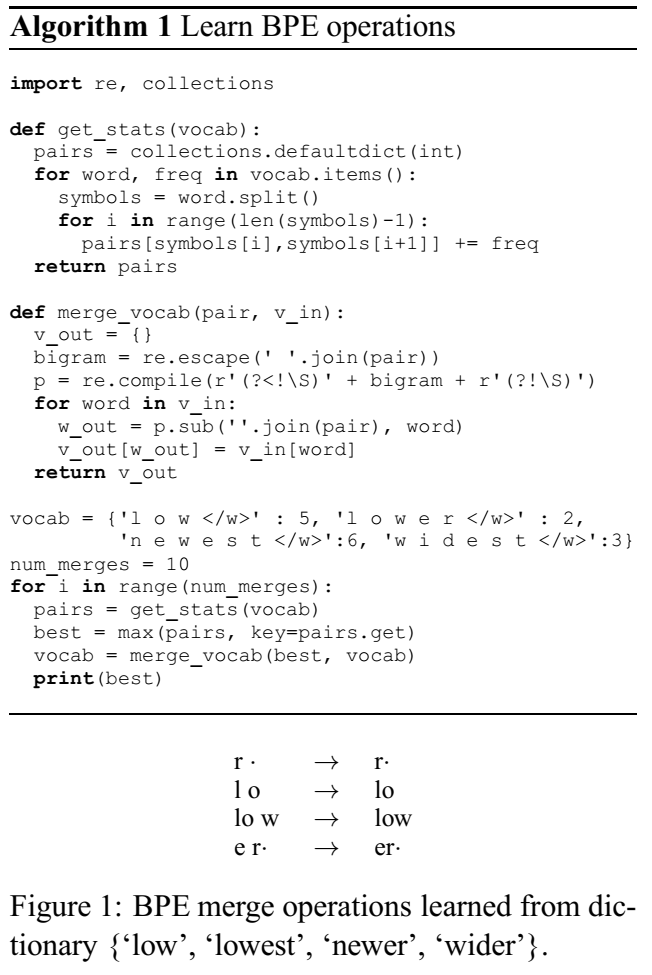 Algorithm 1 Learn BPE operations
import re, collections
def get_stats(vocab):
  pairs = collections.defaultdict(int)
  for word, freq in vocab.items():
    symbols = word.split()
    for i in range(len(symbols)-1):
      pairs[symbols[i],symbols[i+1]] += freq
  return pairs
def merge_vocab(pair, v_in):
  v_out = {}
  bigram = re.escape(' '.join(pair))
  p = re.compile(r'(?<!\S)' + bigram + r'(?!\S)')
  for word in v_in:
    w_out = p.sub(''.join(pair), word)
    v_out[w_out] = v_in[word]
  return v_out
vocab = {'l o w </w>' : 5, 'l o w e r </w>' : 2,
         'n e w e s t </w>':6, 'w i d e s t </w>':3}
num_merges = 10
for i in range(num_merges):
  pairs = get_stats(vocab)
  best = max(pairs, key=pairs.get)
  vocab = merge_vocab(best, vocab)
  print(best)
r · → r·
l o → lo
lo w → low
e r· → er·
Figure 1: BPE merge operations learned from dic-
tionary {‘low’, ‘lowest’, ‘newer’, ‘wider’}.